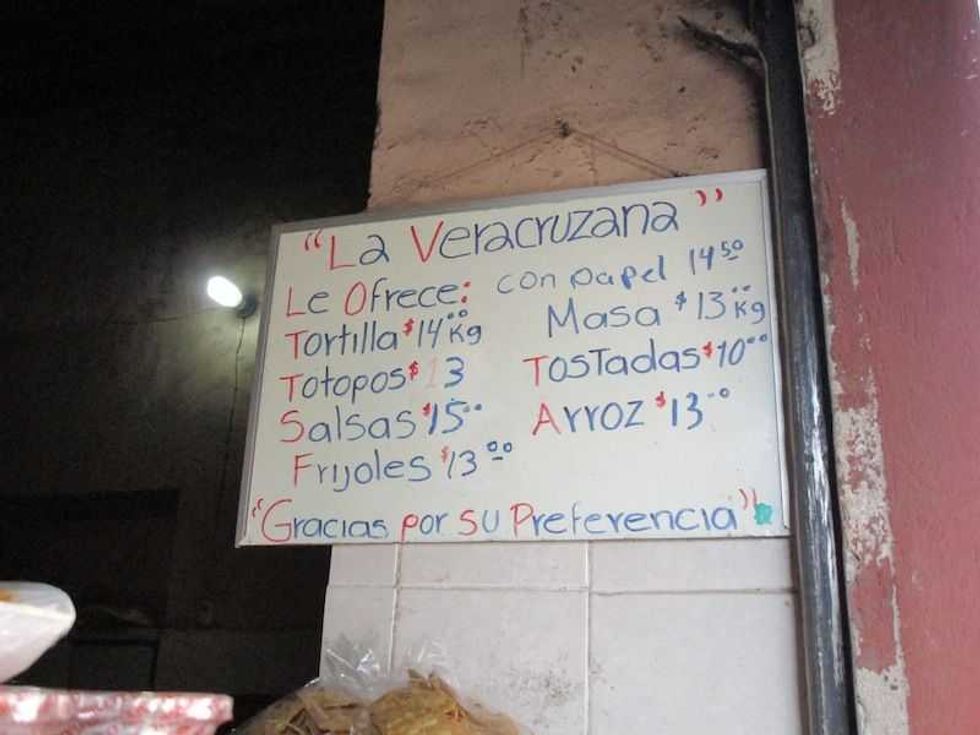 "La Veracruzana"
Le Ofrece: con papel 14 50
Tortilla $14 00 Kg Masa $13 00 Kg
Totopos $13 Tostadas $10 00
Salsas $15 00 Arroz $13 00
Frijoles $13 00
"Gracias por su Preferencia"